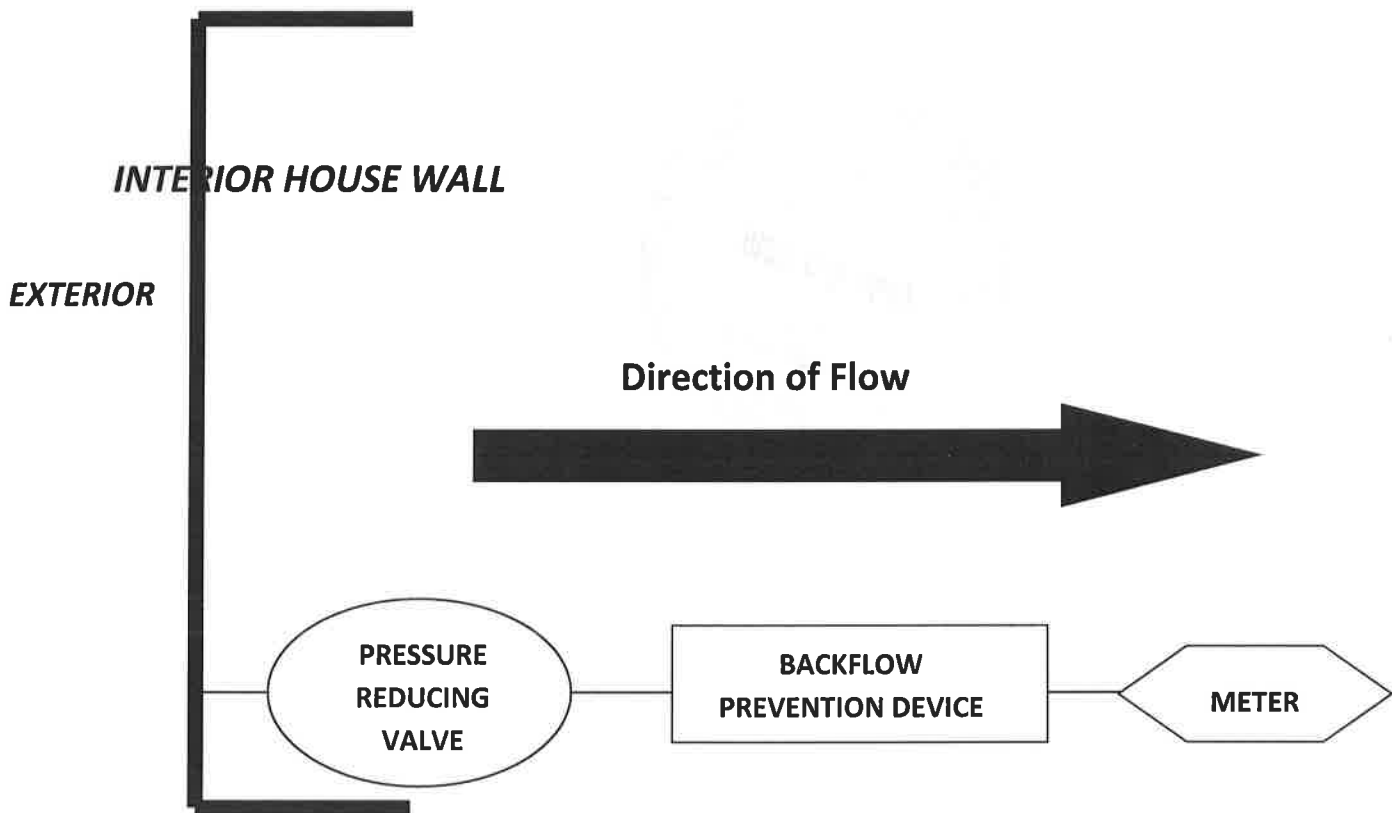 INTERIOR HOUSE WALL
EXTERIOR
Direction of Flow
PRESSURE
REDUCING
VALVE
BACKFLOW
PREVENTION DEVICE
METER